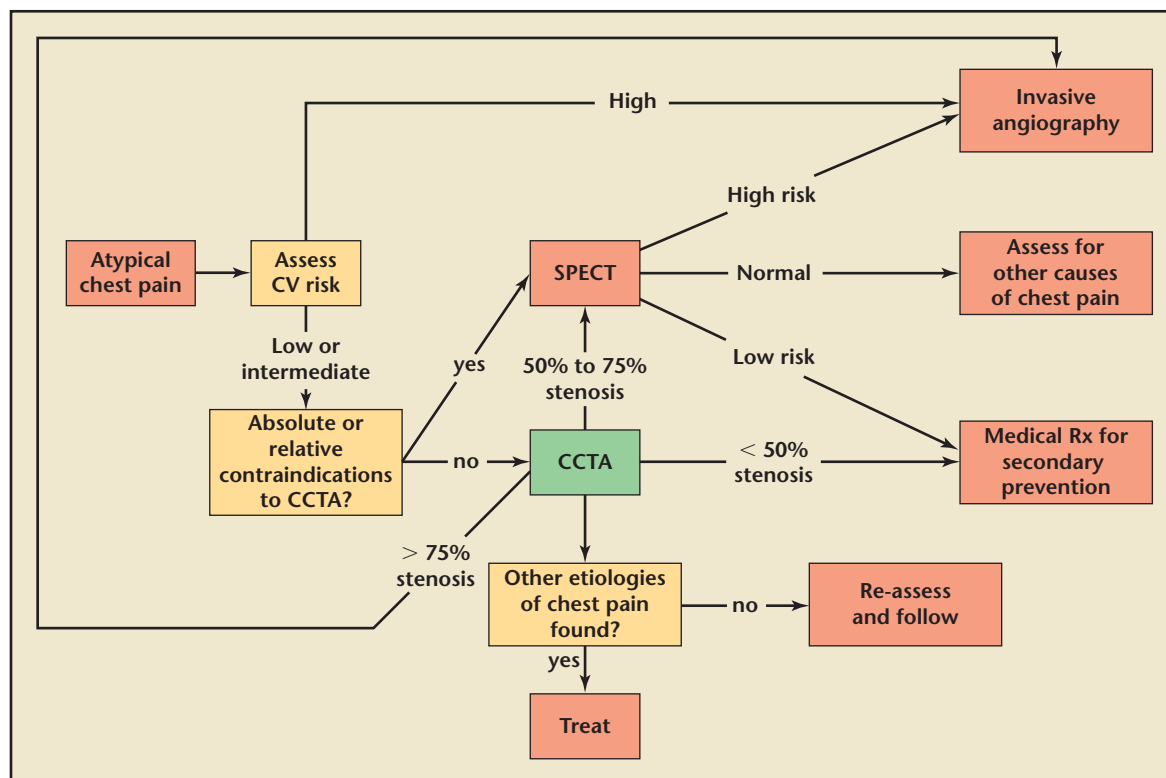 High
Invasive
angiography
High risk
Atypical
chest pain
Assess
CV risk
SPECT
Normal
Assess for
other causes
of chest pain
Low or
intermediate
yes
50% to 75%
stenosis
Low risk
Absolute or
relative
contraindications
to CCTA?
no
CCTA
< 50%
stenosis
Medical Rx for
secondary
prevention
> 75%
stenosis
Other etiologies
of chest pain
found?
no
Re-assess
and follow
yes
Treat